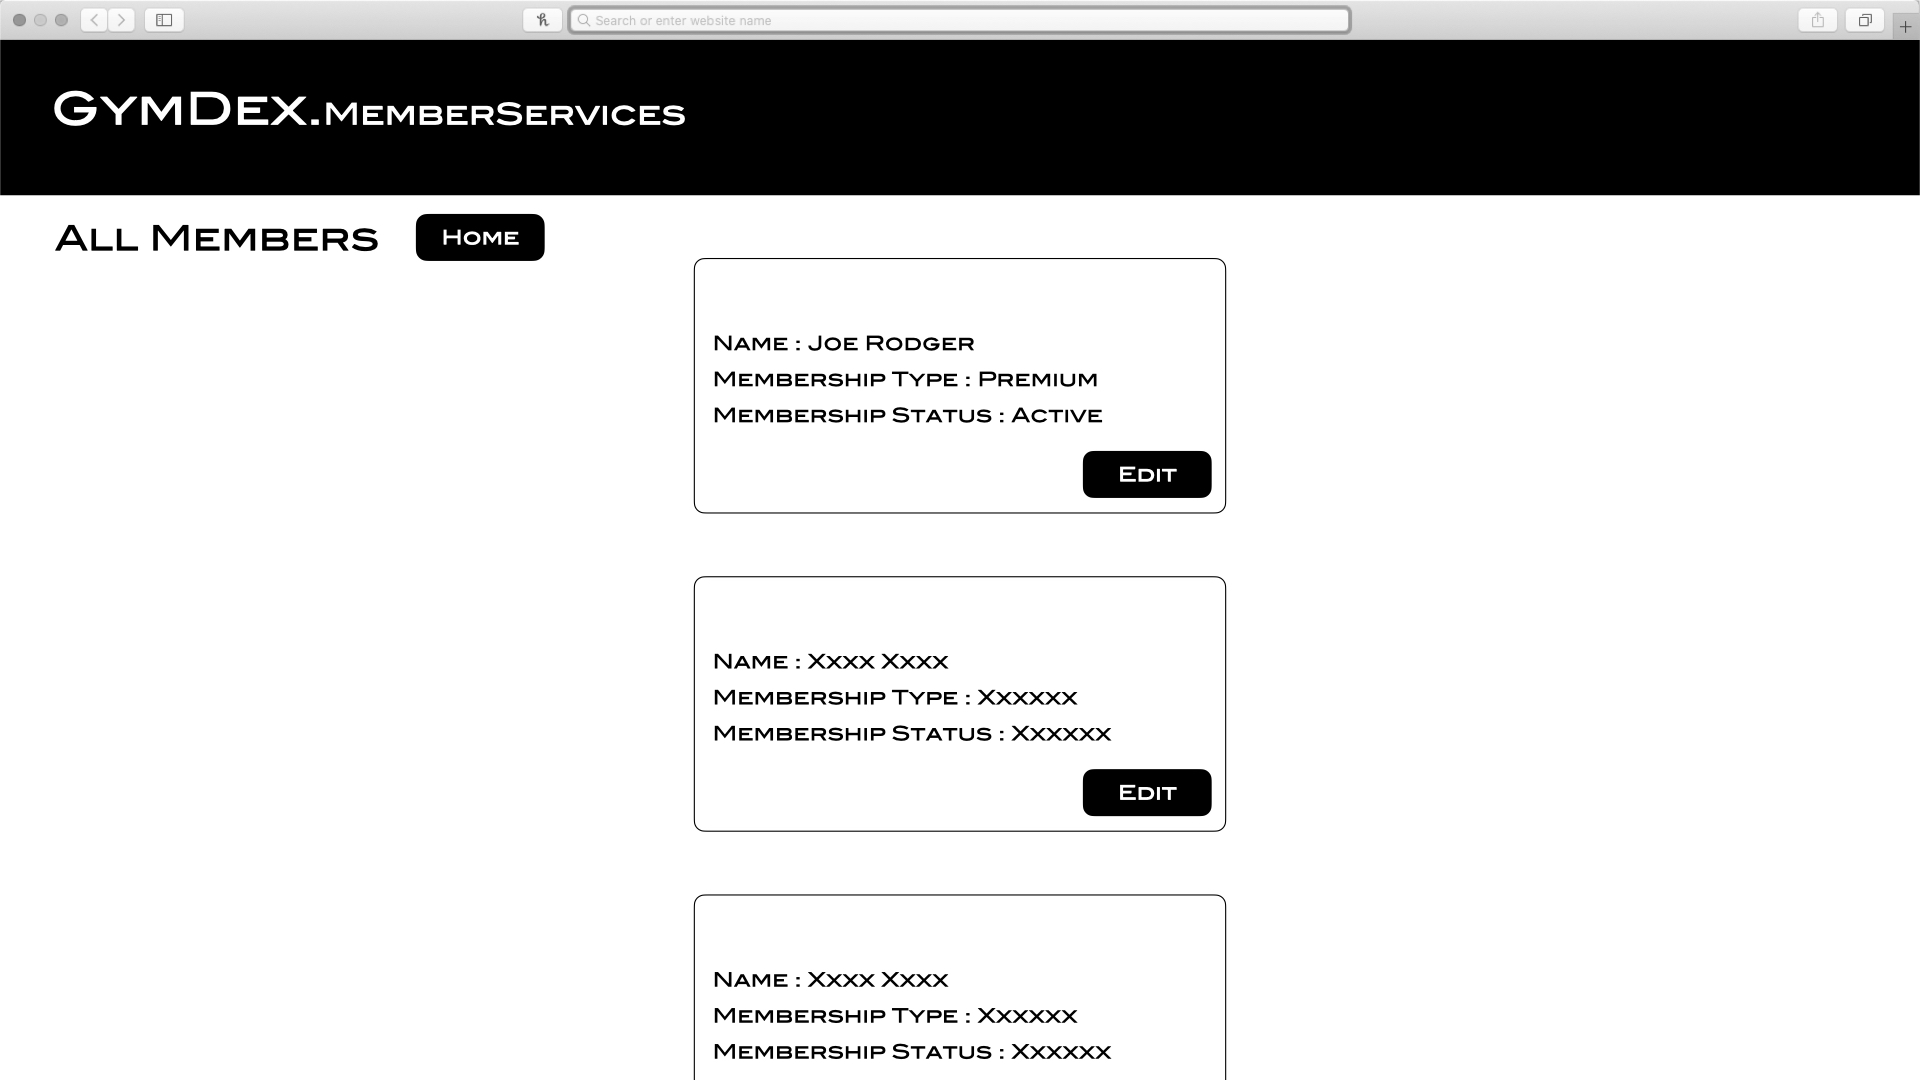 Search or enter website name
GymDex.MemberServices
All Members
Home
Name : Joe Rodger
Membership Type : Premium
Membership Status : Active
Edit
Name : Xxxx Xxxx
Membership Type : Xxxxxx
Membership Status : Xxxxxx
Edit
Name : Xxxx Xxxx
Membership Type : Xxxxxx
Membership Status : Xxxxxx